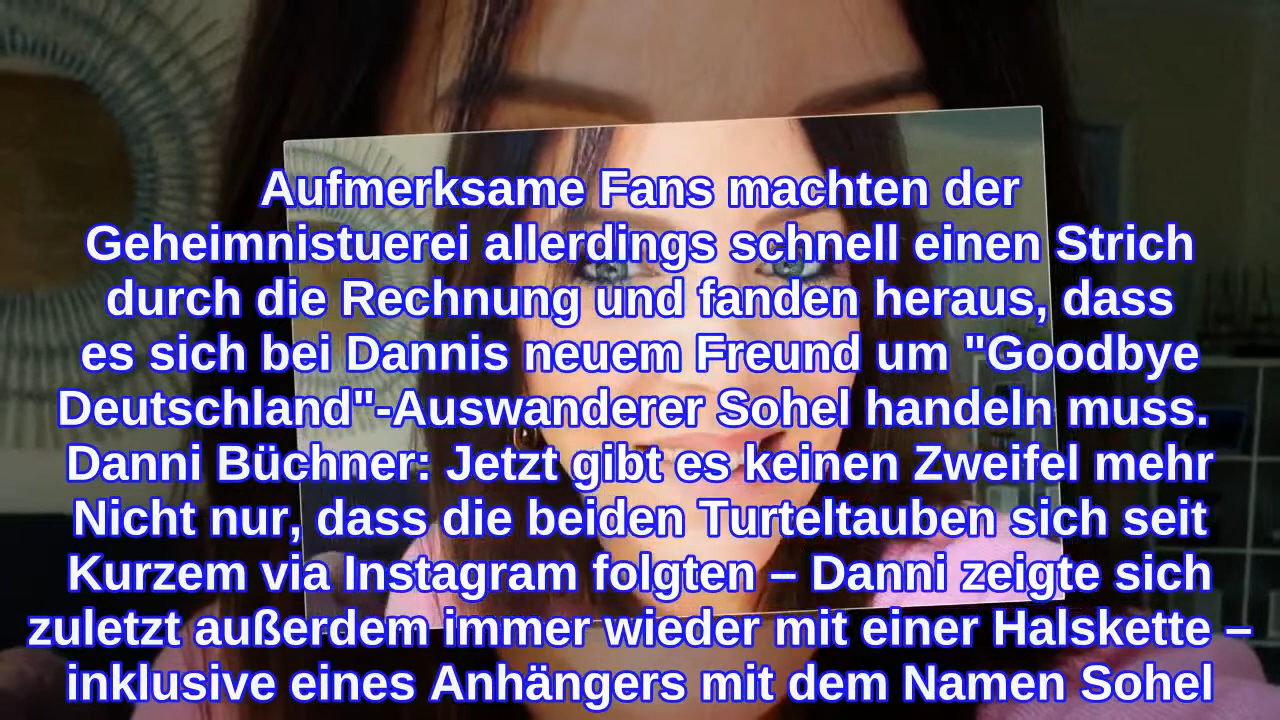 Aufmerksame Fans machten der
Geheimnistuerei allerdings schnell einen Strich
durch die Rechnung und fanden heraus, dass
es sich bei Dannis neuem Freund um "Goodbye
Deutschland"-Auswanderer Sohel handeln muss.
Danni Büchner: Jetzt gibt es keinen Zweifel mehr
Nicht nur, dass die beiden Turteltauben sich seit
Kurzem via Instagram folgten – Danni zeigte sich
zuletzt außerdem immer wieder mit einer Halskette –
inklusive eines Anhängers mit dem Namen Sohel